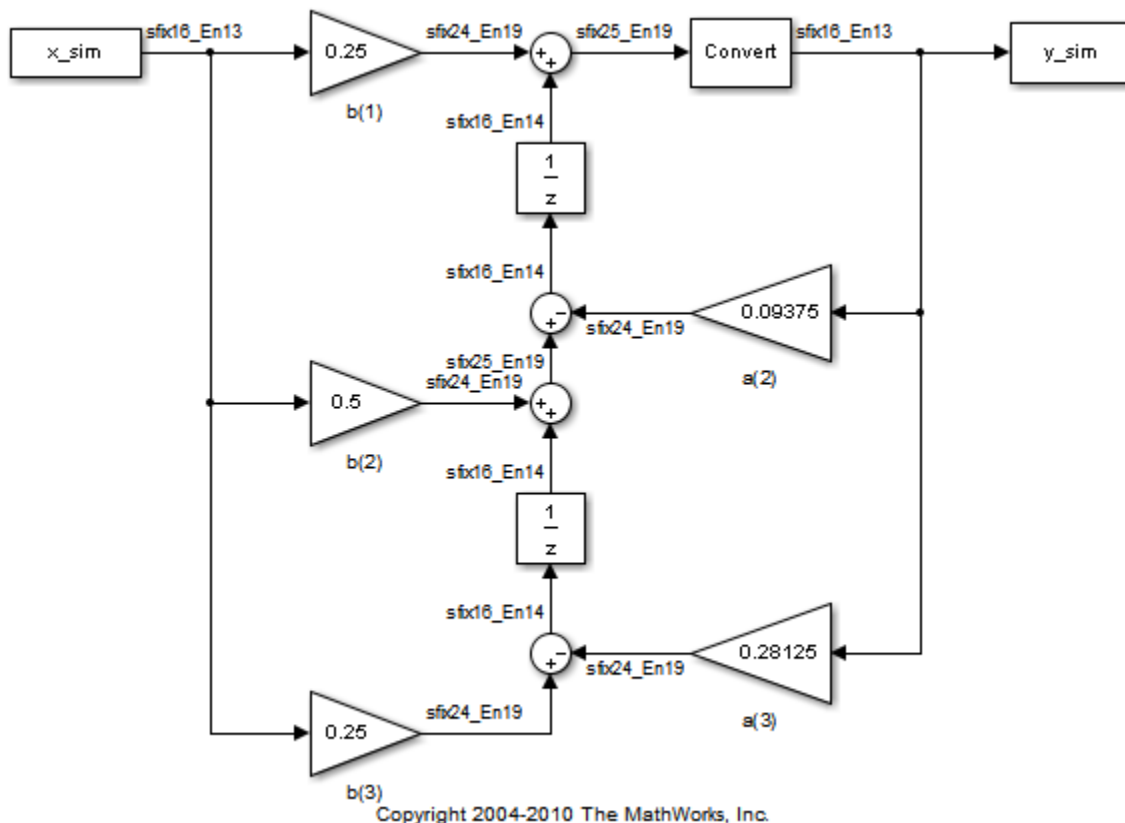 sfix16_En13
sfix24_En19
sfix25_En19
sfix16_En13
x_sim
0.25
+
+
Convert
y_sim
b(1)
sfix16_En14
1
z
sfix16_En14
+
-
0.09375
sfix24_En19
sfix25_En19
sfix24_En19
a(2)
0.5
+
+
b(2)
sfix16_En14
1
z
sfix16_En14
+
-
0.28125
sfix24_En19
a(3)
sfix24_En19
0.25
b(3)
Copyright 2004-2010 The MathWorks, Inc.